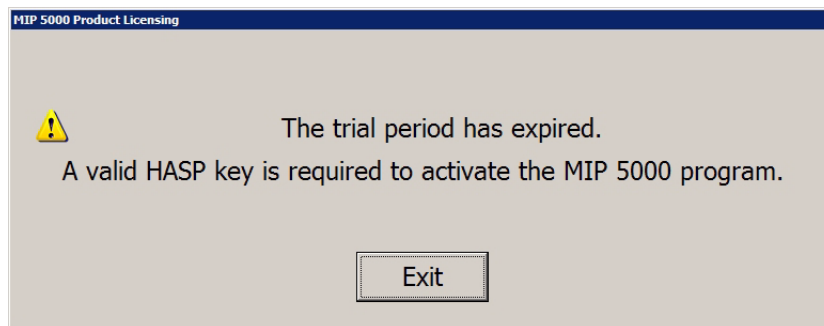 MIP 5000 Product Licensing
The trial period has expired.
A valid HASP key is required to activate the MIP 5000 program.
Exit